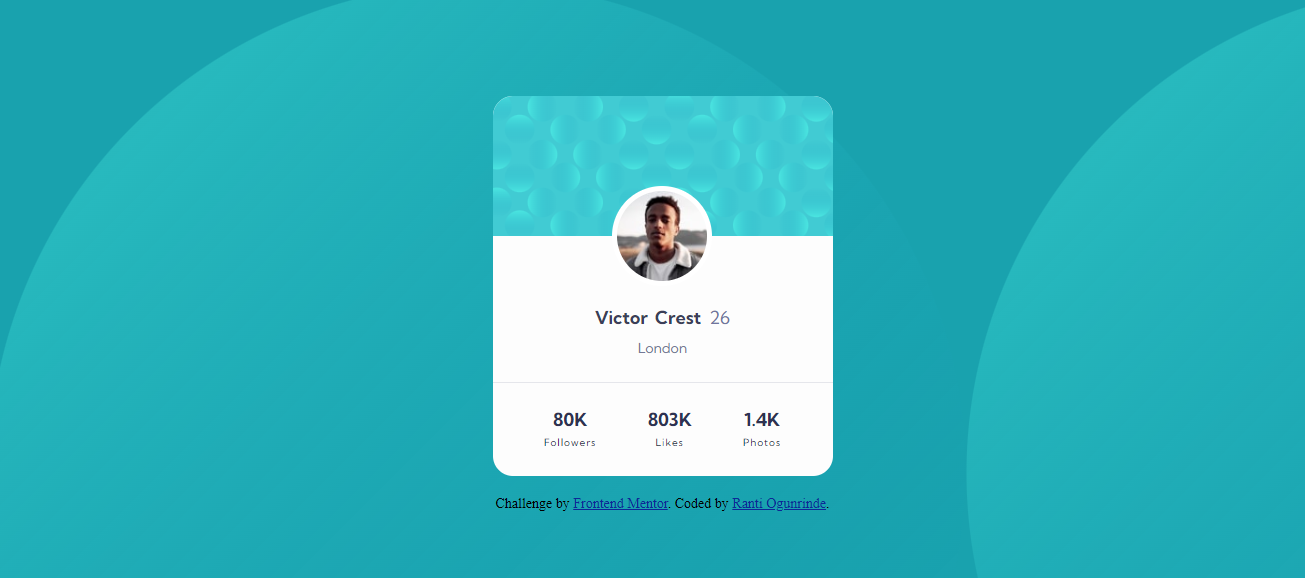 Victor Crest 26
London
80K 803K 1.4K
Followers Likes Photos
Challenge by Frontend Mentor. Coded by Ranti Ogunrinde.